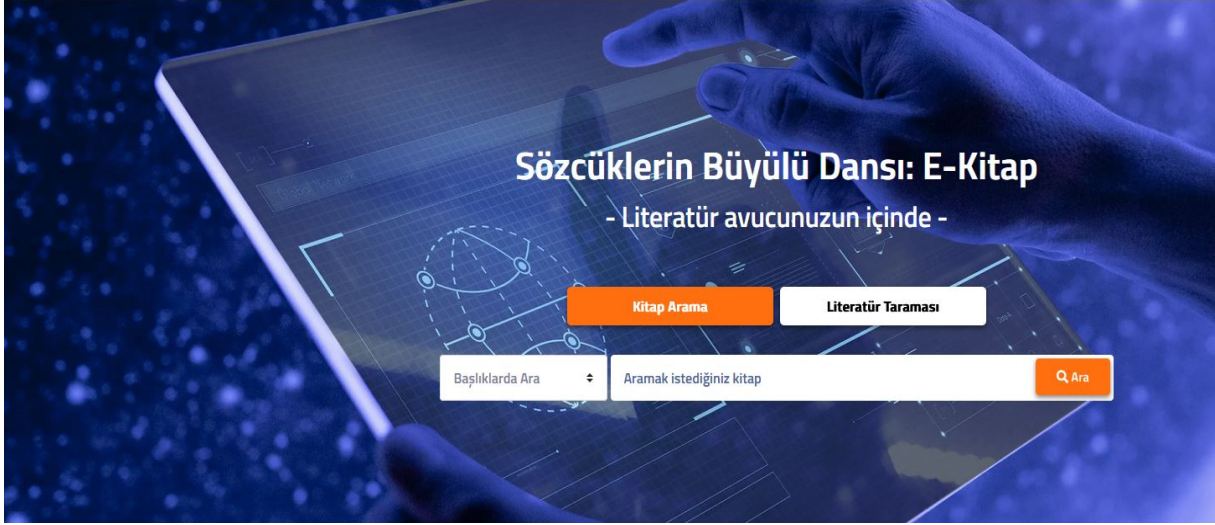 Sözcüklerin Büyülü Dansı: E-Kitap
- Literatür avucunuzun içinde -
Kitap Arama
Literatür Taraması
Başlıklarda Ara
Aramak istediğiniz kitap
Ara